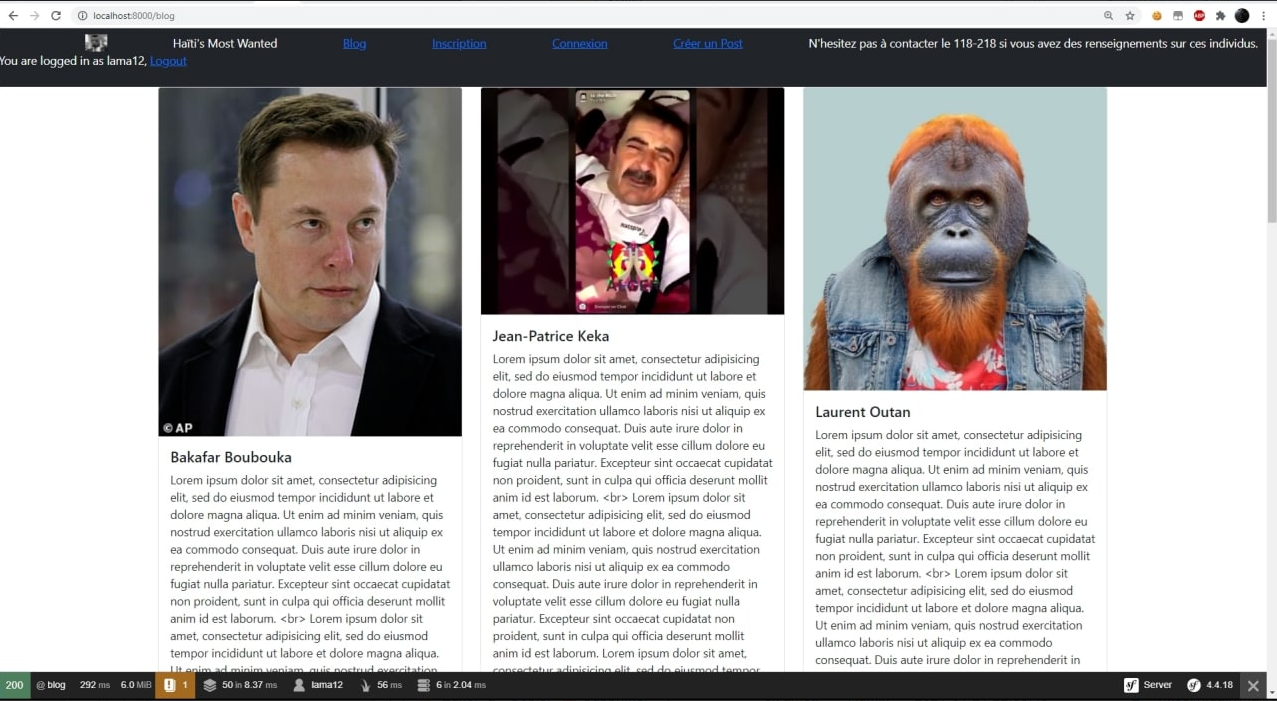 localhost:8000/blog
ABP
Haïti's Most Wanted Blog Inscription Connexion Créer un Post N'hesitez pas à contacter le 118-218 si vous avez des renseignements sur ces individus.
You are logged in as lama12, Logout
© AP
Bakafar Boubouka
Lorem ipsum dolor sit amet, consectetur adipisicing
elit, sed do eiusmod tempor incididunt ut labore et
dolore magna aliqua. Ut enim ad minim veniam, quis
nostrud exercitation ullamco laboris nisi ut aliquip ex
ea commodo consequat. Duis aute irure dolor in
reprehenderit in voluptate velit esse cillum dolore eu
fugiat nulla pariatur. Excepteur sint occaecat cupidatat
non proident, sunt in culpa qui officia deserunt mollit
anim id est laborum. <br> Lorem ipsum dolor sit
amet, consectetur adipisicing elit, sed do eiusmod
tempor incididunt ut labore et dolore magna aliqua.
Ut enim ad minim veniam, quis nostrud exercitation
ALGER
Jean-Patrice Keka
Lorem ipsum dolor sit amet, consectetur adipisicing
elit, sed do eiusmod tempor incididunt ut labore et
dolore magna aliqua. Ut enim ad minim veniam, quis
nostrud exercitation ullamco laboris nisi ut aliquip ex
ea commodo consequat. Duis aute irure dolor in
reprehenderit in voluptate velit esse cillum dolore eu
fugiat nulla pariatur. Excepteur sint occaecat cupidatat
non proident, sunt in culpa qui officia deserunt mollit
anim id est laborum. <br> Lorem ipsum dolor sit
amet, consectetur adipisicing elit, sed do eiusmod
tempor incididunt ut labore et dolore magna aliqua.
Ut enim ad minim veniam, quis nostrud exercitation
ullamco laboris nisi ut aliquip ex ea commodo
consequat. Duis aute irure dolor in reprehenderit in
voluptate velit esse cillum dolore eu fugiat nulla
pariatur. Excepteur sint occaecat cupidatat non
proident, sunt in culpa qui officia deserunt mollit
anim id est laborum. Lorem ipsum dolor sit amet,
consectetur adipisicing elit, sed do eiusmod tempor
Laurent Outan
Lorem ipsum dolor sit amet, consectetur adipisicing
elit, sed do eiusmod tempor incididunt ut labore et
dolore magna aliqua. Ut enim ad minim veniam, quis
nostrud exercitation ullamco laboris nisi ut aliquip ex
ea commodo consequat. Duis aute irure dolor in
reprehenderit in voluptate velit esse cillum dolore eu
fugiat nulla pariatur. Excepteur sint occaecat cupidatat
non proident, sunt in culpa qui officia deserunt mollit
anim id est laborum. <br> Lorem ipsum dolor sit
amet, consectetur adipisicing elit, sed do eiusmod
tempor incididunt ut labore et dolore magna aliqua.
Ut enim ad minim veniam, quis nostrud exercitation
ullamco laboris nisi ut aliquip ex ea commodo
consequat. Duis aute irure dolor in reprehenderit in
200 @ blog 292 ms 6.0 MiB 1 50 in 8.37 ms lama12 56 ms 6 in 2.04 ms sf Server sf 4.4.18